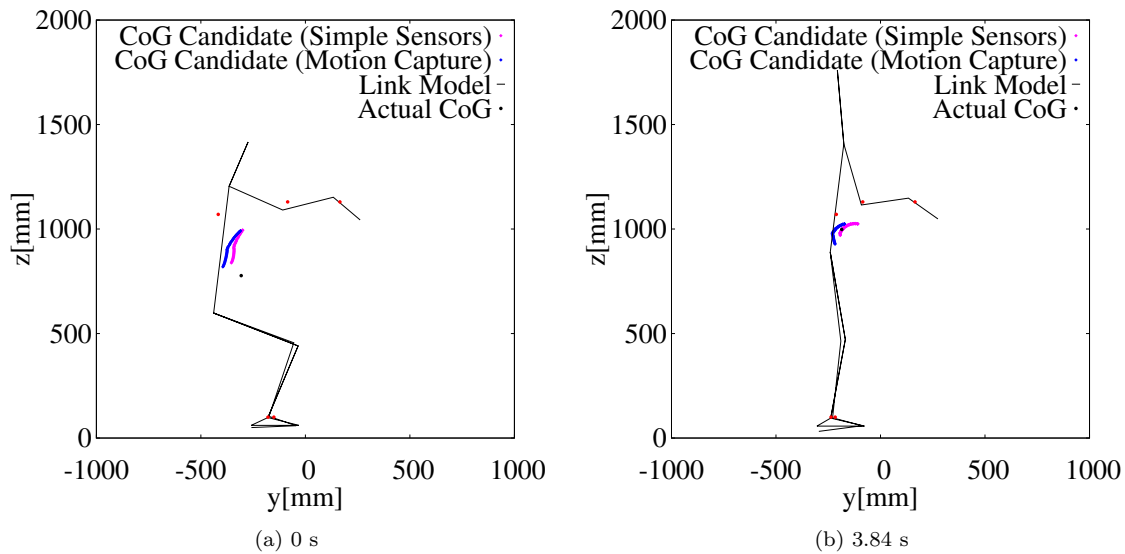 2000
1500
1000
500
0
z[mm]
CoG Candidate (Simple Sensors)
CoG Candidate (Motion Capture)
Link Model
Actual CoG
-1000 -500 0 500 1000
y[mm]
(a) 0 s
2000
1500
1000
500
0
z[mm]
CoG Candidate (Simple Sensors)
CoG Candidate (Motion Capture)
Link Model
Actual CoG
-1000 -500 0 500 1000
y[mm]
(b) 3.84 s